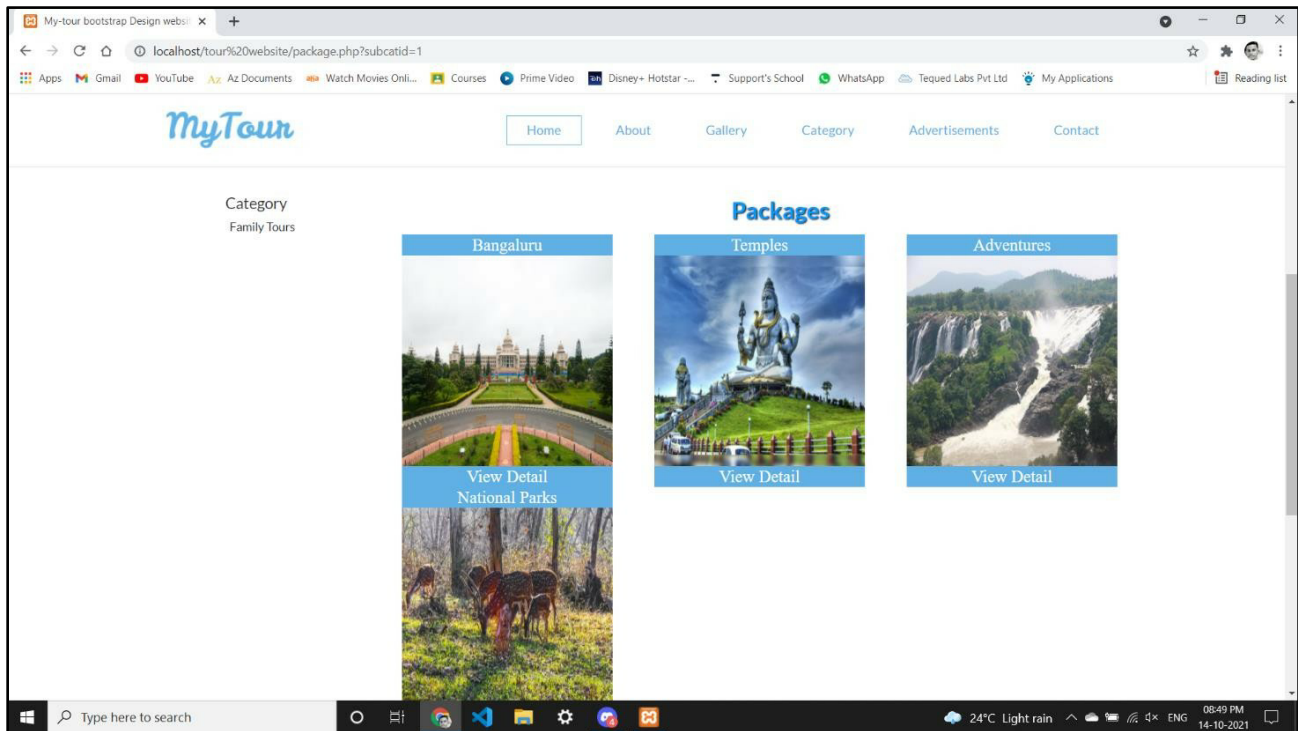 My-tour bootstrap Design websi
localhost/tour%20website/package.php?subcatid=1
Apps Gmail YouTube Az Az Documents Watch Movies Onli... Courses Prime Video Disney+ Hotstar -... Support's School WhatsApp Tequed Labs Pvt Ltd My Applications Reading list
MyTour Home About Gallery Category Advertisements Contact
Category
Family Tours
Packages
Bangaluru Temples Adventures
View Detail View Detail View Detail
National Parks
Type here to search 24°C Light rain ENG 08:49 PM
14-10-2021